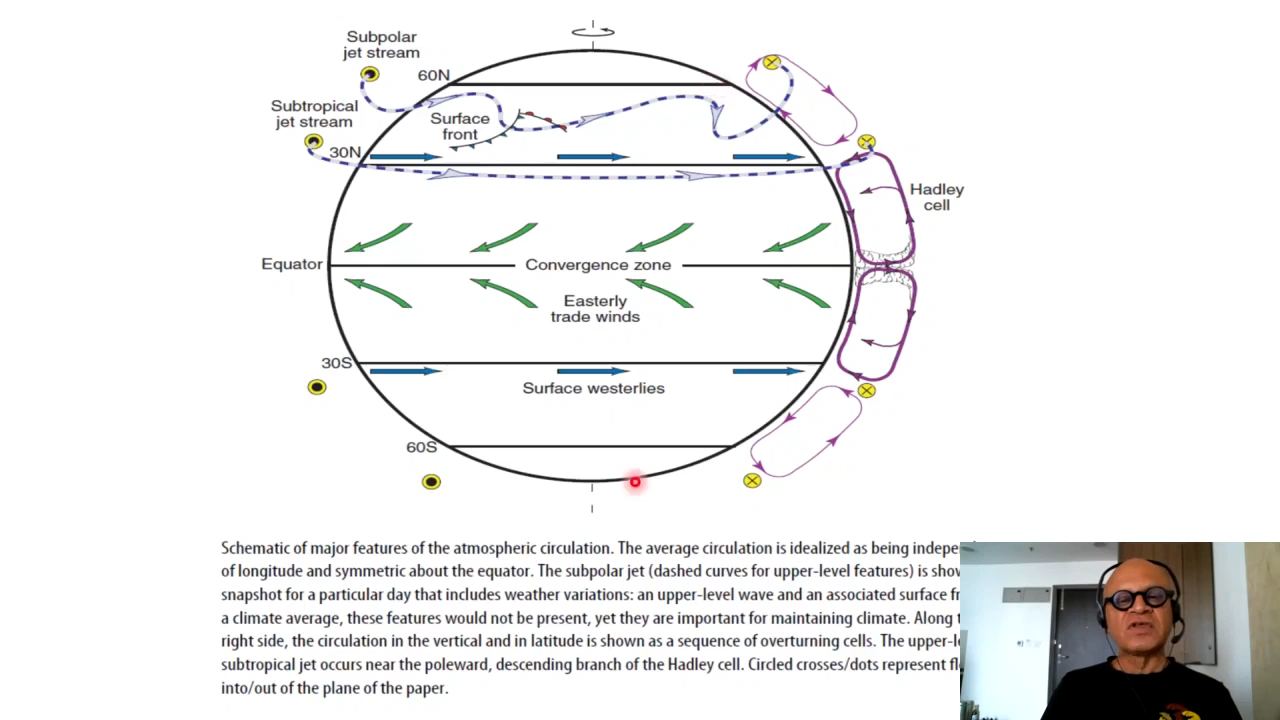 Subpolar
jet stream
60N
Subtropical
jet stream
Surface
front
30N
Hadley
cell
Equator
Convergence zone
Easterly
trade winds
30S
Surface westerlies
60S
Schematic of major features of the atmospheric circulation. The average circulation is idealized as being
of longitude and symmetric about the equator. The subpolar jet (dashed curves for upper-level features) is
snapshot for a particular day that includes weather variations: an upper-level wave and an associated surface
a climate average, these features would not be present, yet they are important for maintaining climate. Along
right side, the circulation in the vertical and in latitude is shown as a sequence of overturning cells. The
subtropical jet occurs near the poleward, descending branch of the Hadley cell. Circled crosses/dots represent
into/out of the plane of the paper.